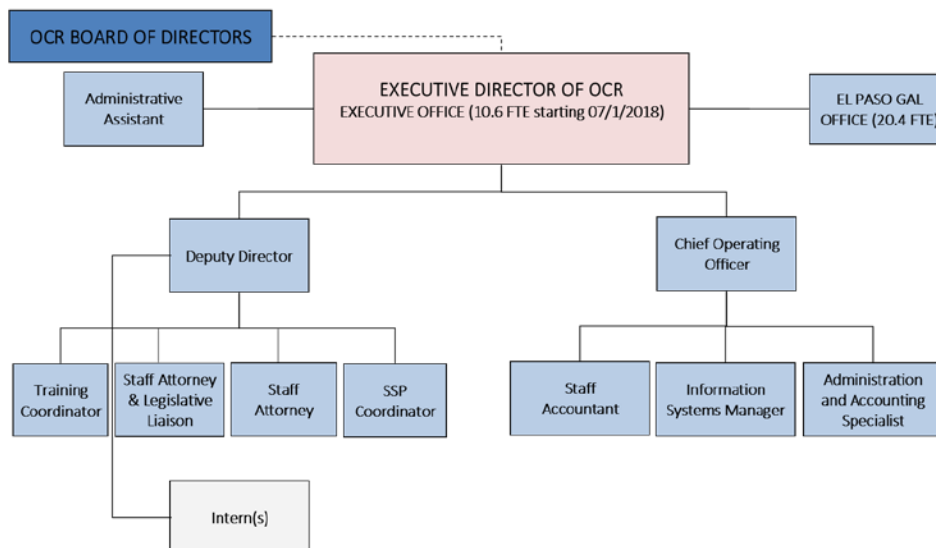 OCR BOARD OF DIRECTORS
EXECUTIVE DIRECTOR OF OCR
EXECUTIVE OFFICE (10.6 FTE starting 07/1/2018)
Administrative
Assistant
EL PASO GAL
OFFICE (20.4 FTE)
Deputy Director
Chief Operating
Officer
Training
Coordinator
Staff Attorney
& Legislative
Liaison
Staff
Attorney
SSP
Coordinator
Staff
Accountant
Information
Systems Manager
Administration
and Accounting
Specialist
Intern(s)